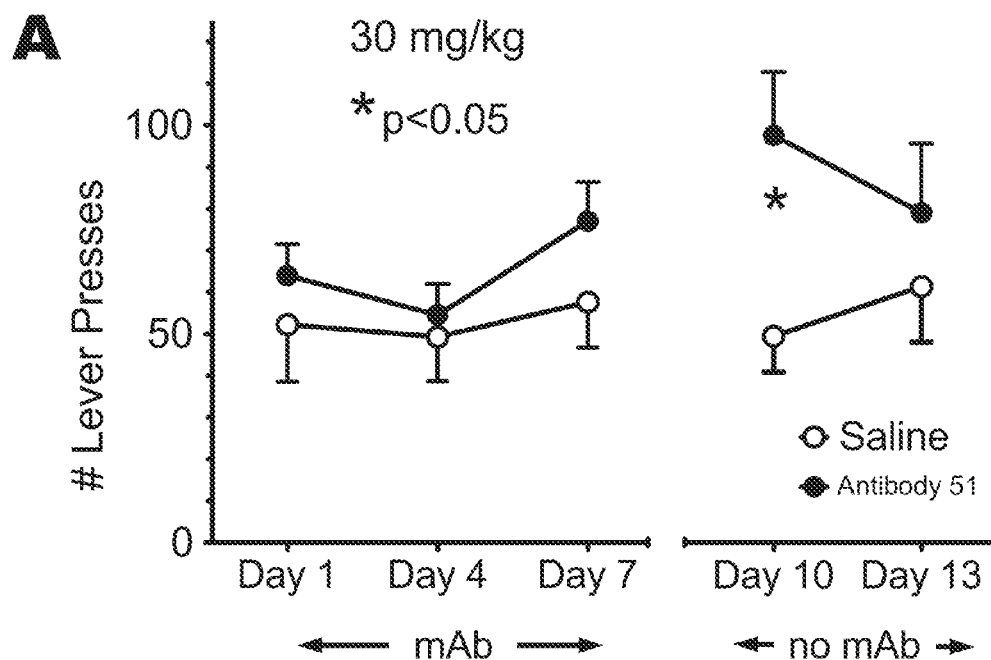 A
30 mg/kg
* p<0.05
100
50
0
# Lever Presses
*
Saline
Antibody 51
Day 1 Day 4 Day 7 Day 10 Day 13
mAb no mAb